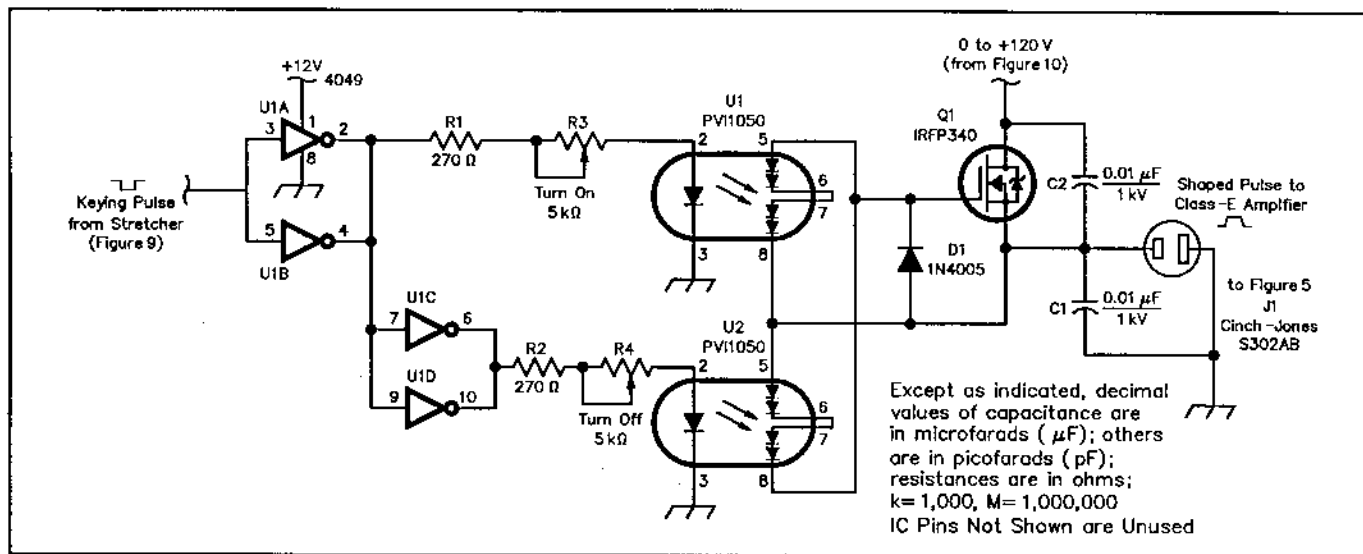 +12V
4049
U1A
3
1
2
8
Keying Pulse
from Stretcher
(Figure 9)
5
4
U1B
R1
270 Ω
R3
Turn On
5 kΩ
U1
PVI1050
2
5
6
7
3
8
U1C
7
6
U1D
9
10
R2
270 Ω
R4
Turn Off
5 kΩ
U2
PVI1050
2
5
6
7
3
8
0 to +120 V
(from Figure 10)
Q1
IRFP340
D1
1N4005
C2
0.01 µF
1 kV
C1
0.01 µF
1 kV
Shaped Pulse to
Class-E Amplfier
to Figure 5
J1
Cinch-Jones
S302AB
Except as indicated, decimal
values of capacitance are
in microfarads ( µF); others
are in picofarads ( pF);
resistances are in ohms;
k=1,000, M=1,000,000
IC Pins Not Shown are Unused